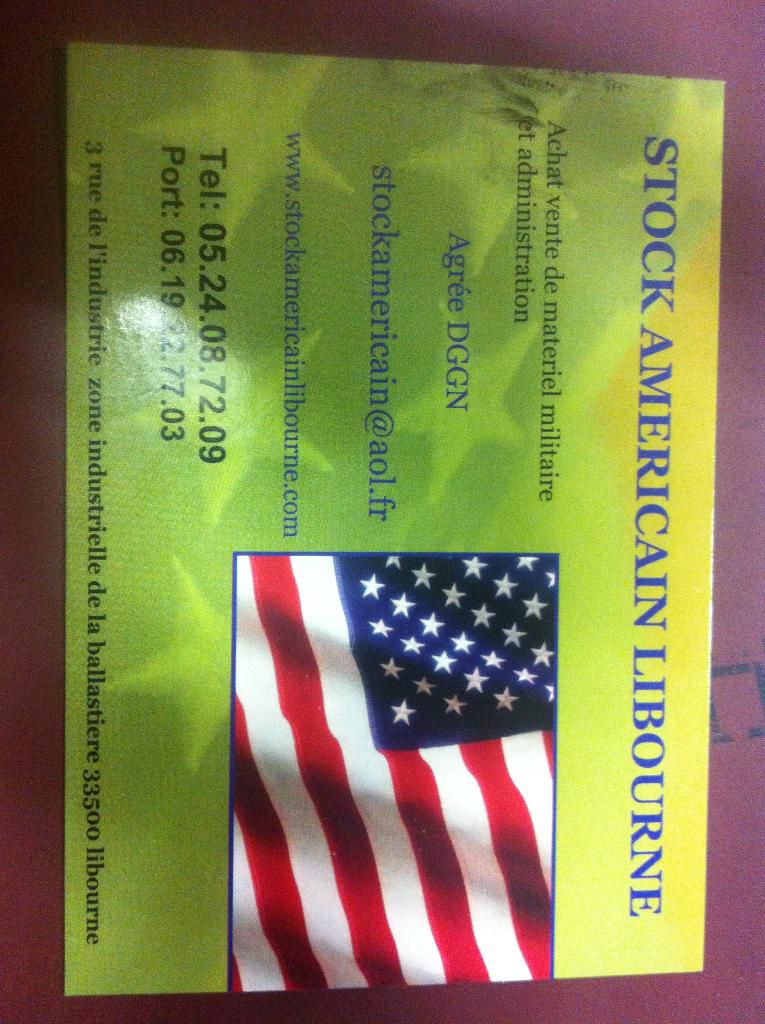 STOCK AMERICAIN LIBOURNE
Achat vente de materiel militaire
et administration
Agrée DGGN
stockamericain@aol.fr
www.stockamericainlibourne.com
Tel: 05.24.08.72.09
Port: 06.19
3 rue de l'industrie zone industrielle de la ballastiere 33500 libourne